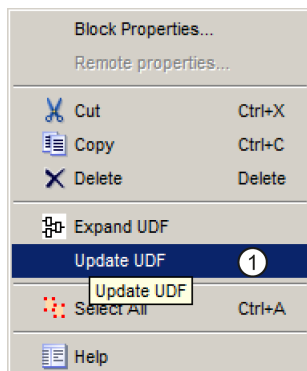 Block Properties...
Remote properties...
Cut Ctrl+X
Copy Ctrl+C
Delete Delete
Expand UDF
Update UDF 1
Update UDF
Select All Ctrl+A
Help